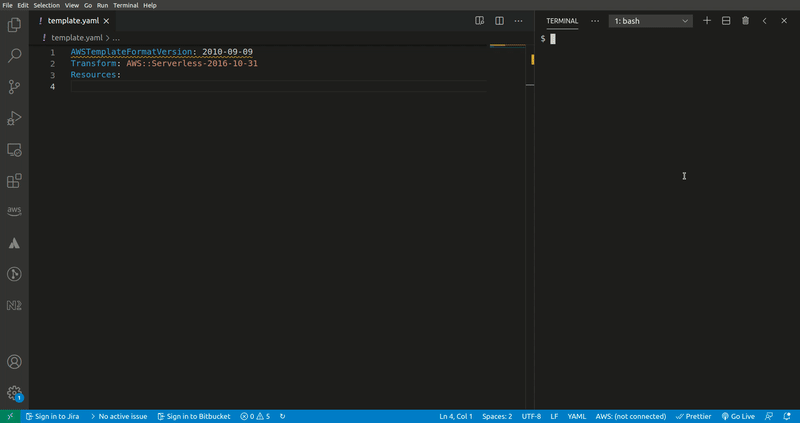 File Edit Selection View Go Run Terminal Help
! template.yaml ×
! template.yaml > ...
1 AWSTemplateFormatVersion: 2010-09-09
2 Transform: AWS::Serverless-2016-10-31
3 Resources:
4
TERMINAL ... 1: bash
$
aws
1
Sign in to Jira No active issue Sign in to Bitbucket 0 5 Ln 4, Col 1 Spaces: 2 UTF-8 LF YAML AWS: (not connected) Prettier Go Live